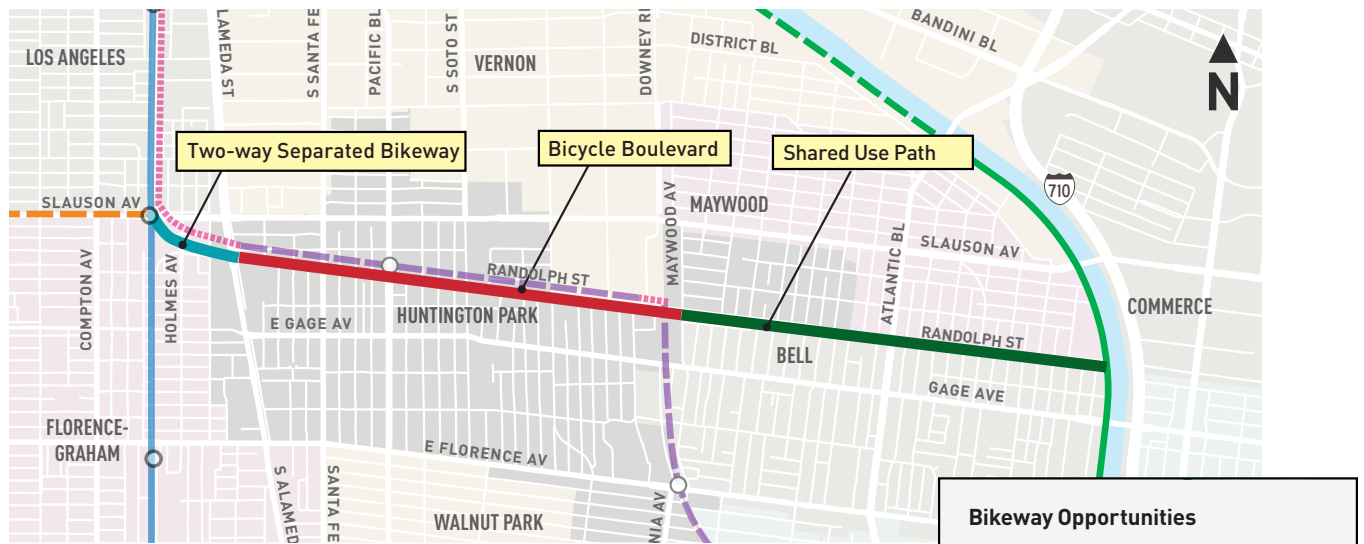 LOS ANGELES
LAMEDA ST
S SANTA FE
PACIFIC BL
S SOTO ST
VERNON
DOWNEY R
DISTRICT BL
BANDINI BL
N
Two-way Separated Bikeway
Bicycle Boulevard
Shared Use Path
710
SLAUSON AV
MAYWOOD AV
MAYWOOD
SLAUSON AV
COMPTON AV
HOLMES AV
RANDOLPH ST
ATLANTIC BL
COMMERCE
E GAGE AV
HUNTINGTON PARK
BELL
RANDOLPH ST
GAGE AVE
FLORENCE-
GRAHAM
E FLORENCE AV
S ALAMED
SANTA FE
WALNUT PARK
NIA AV
Bikeway Opportunities